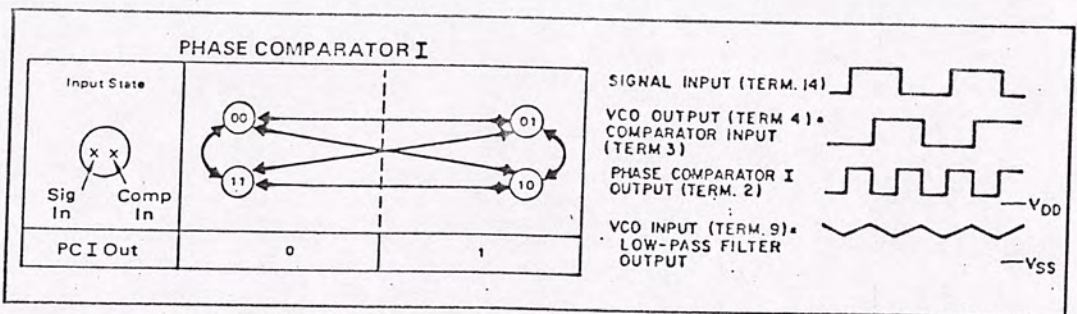 PHASE COMPARATOR I
Input State
00
01
X X
11
10
Sig In
Comp In
PC I Out
0
1
SIGNAL INPUT (TERM. 14)
VCO OUTPUT (TERM 4)=
COMPARATOR INPUT
(TERM 3)
PHASE COMPARATOR I
OUTPUT (TERM. 2)
VDD
VCO INPUT (TERM. 9)=
LOW-PASS FILTER
OUTPUT
VSS